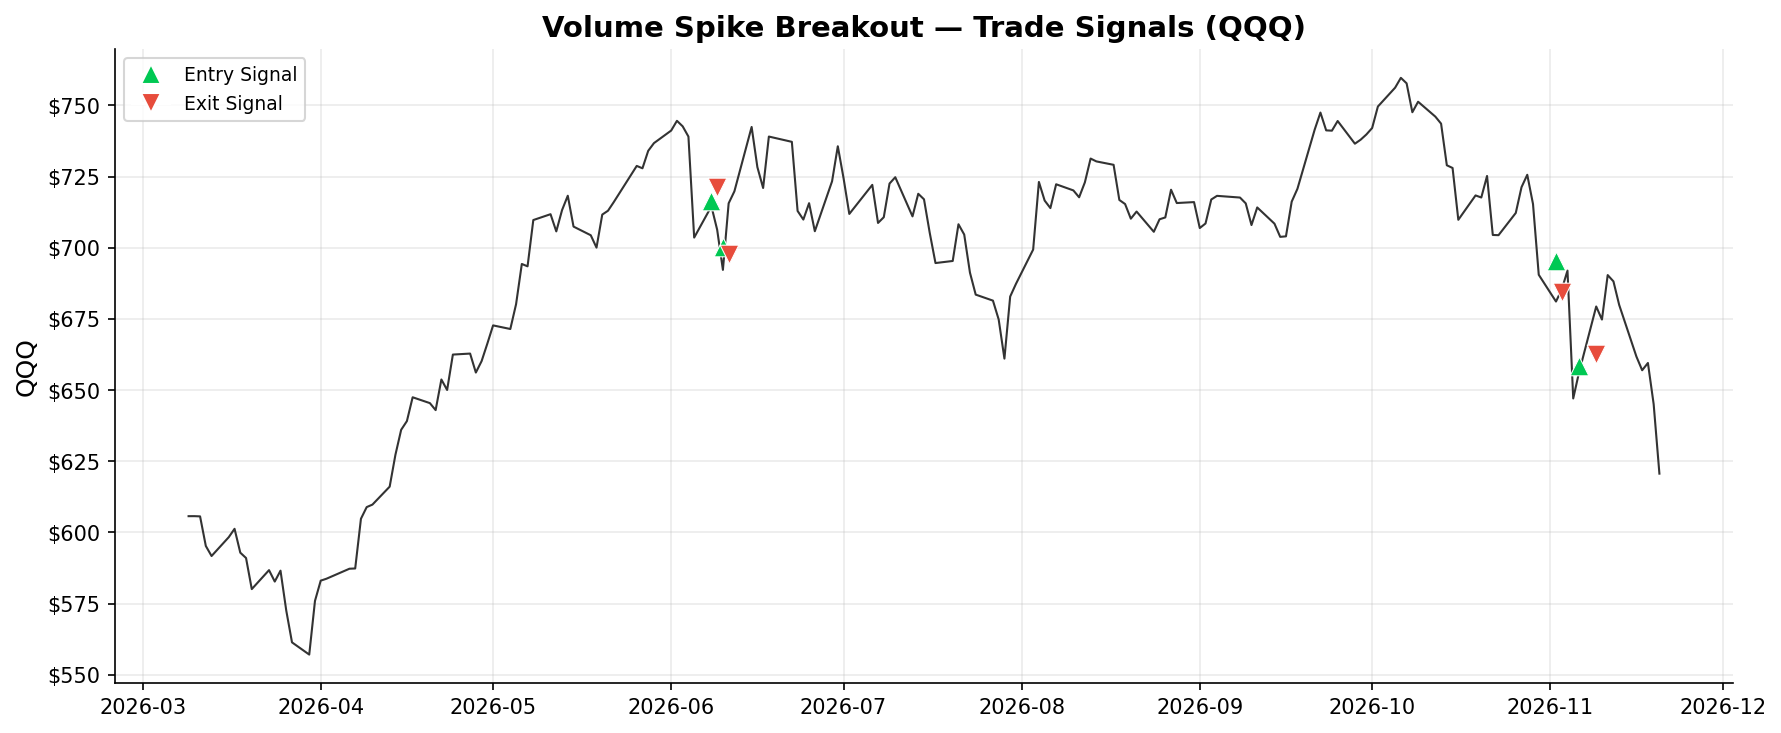 Volume Spike Breakout — Trade Signals (QQQ)
Entry Signal
Exit Signal
$750
$725
$700
$675
$650
$625
$600
$575
$550
QQQ
2026-03 2026-04 2026-05 2026-06 2026-07 2026-08 2026-09 2026-10 2026-11 2026-12